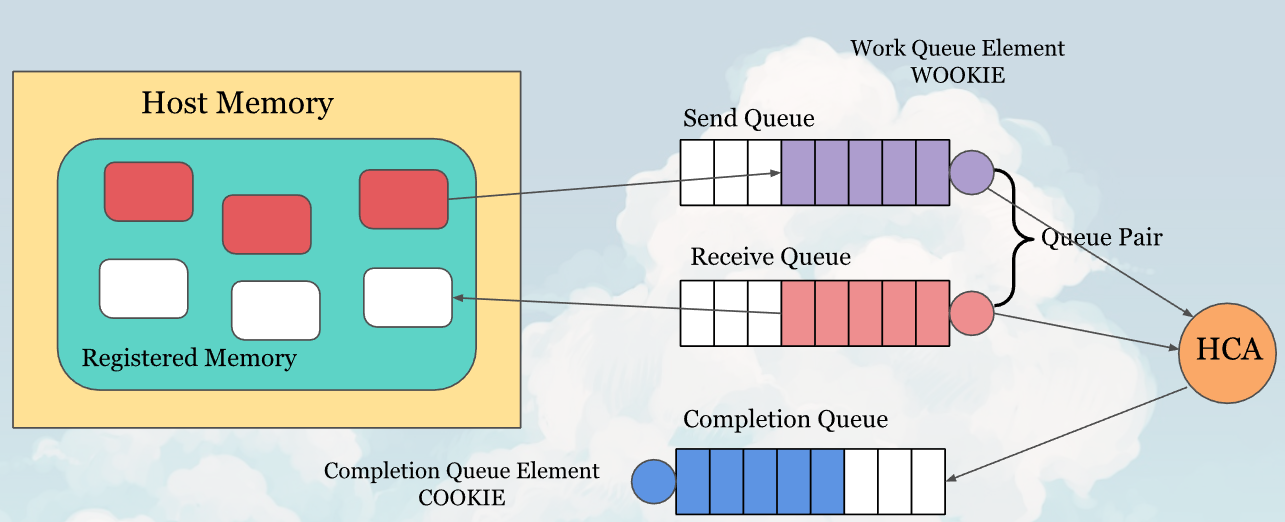 Work Queue Element
WOOKIE
Host Memory
Send Queue
Queue Pair
Receive Queue
HCA
Registered Memory
Completion Queue
Completion Queue Element
COOKIE